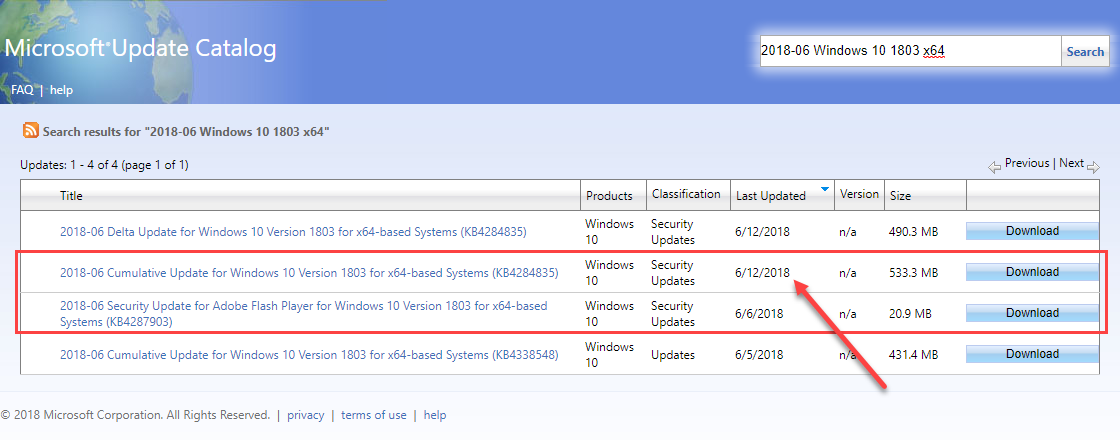 Microsoft® Update Catalog
2018-06 Windows 10 1803 x64
Search
FAQ | help
Search results for "2018-06 Windows 10 1803 x64"
Updates: 1 - 4 of 4 (page 1 of 1)
Previous | Next
Title Products Classification Last Updated Version Size
2018-06 Delta Update for Windows 10 Version 1803 for x64-based Systems (KB4284835) Windows 10 Security Updates 6/12/2018 n/a 490.3 MB Download
2018-06 Cumulative Update for Windows 10 Version 1803 for x64-based Systems (KB4284835) Windows 10 Security Updates 6/12/2018 n/a 533.3 MB Download
2018-06 Security Update for Adobe Flash Player for Windows 10 Version 1803 for x64-based
Systems (KB4287903) Windows 10 Security Updates 6/6/2018 n/a 20.9 MB Download
2018-06 Cumulative Update for Windows 10 Version 1803 for x64-based Systems (KB4338548) Windows 10 Updates 6/5/2018 n/a 431.4 MB Download
© 2018 Microsoft Corporation. All Rights Reserved. | privacy | terms of use | help